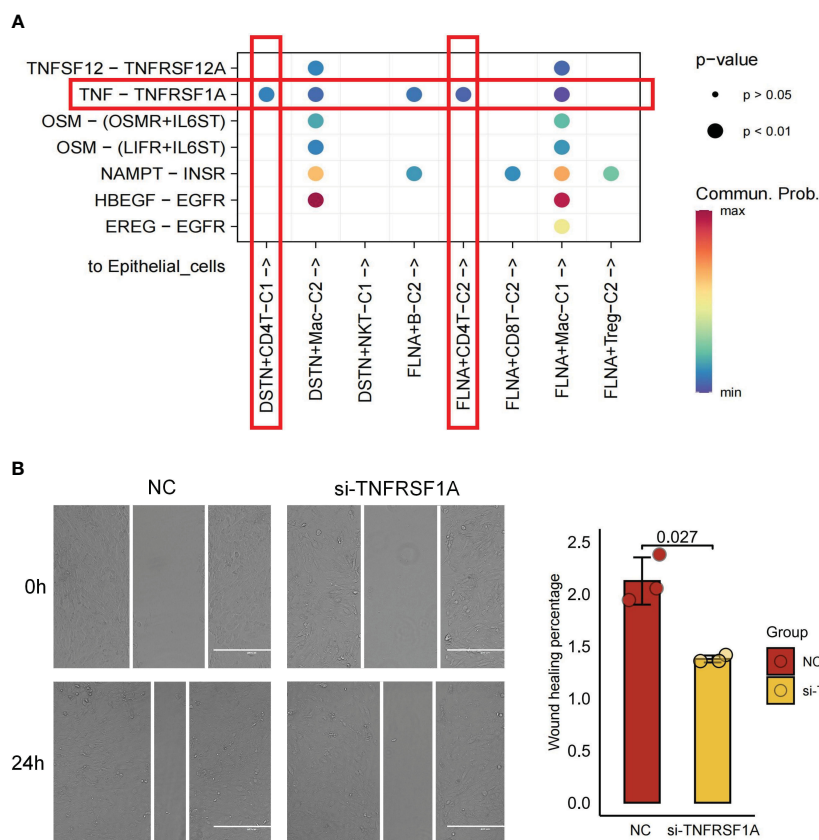 A
TNFSF12 − TNFRSF12A
TNF − TNFRSF1A
OSM − (OSMR+IL6ST)
OSM − (LIFR+IL6ST)
NAMPT − INSR
HBEGF − EGFR
EREG − EGFR
to Epithelial_cells
DSTN+CD4T−C1 −>
DSTN+Mac−C2 −>
DSTN+NKT−C1 −>
FLNA+B−C2 −>
FLNA+CD4T−C2 −>
FLNA+CD8T−C2 −>
FLNA+Mac−C1 −>
FLNA+Treg−C2 −>
p−value
p > 0.05
p < 0.01
Commun. Prob.
max
min
B
NC
si-TNFRSF1A
0h
24h
Wound healing percentage
2.5
2.0
1.5
1.0
0.5
0.0
0.027
NC
si-TNFRSF1A
Group
NC
si-T